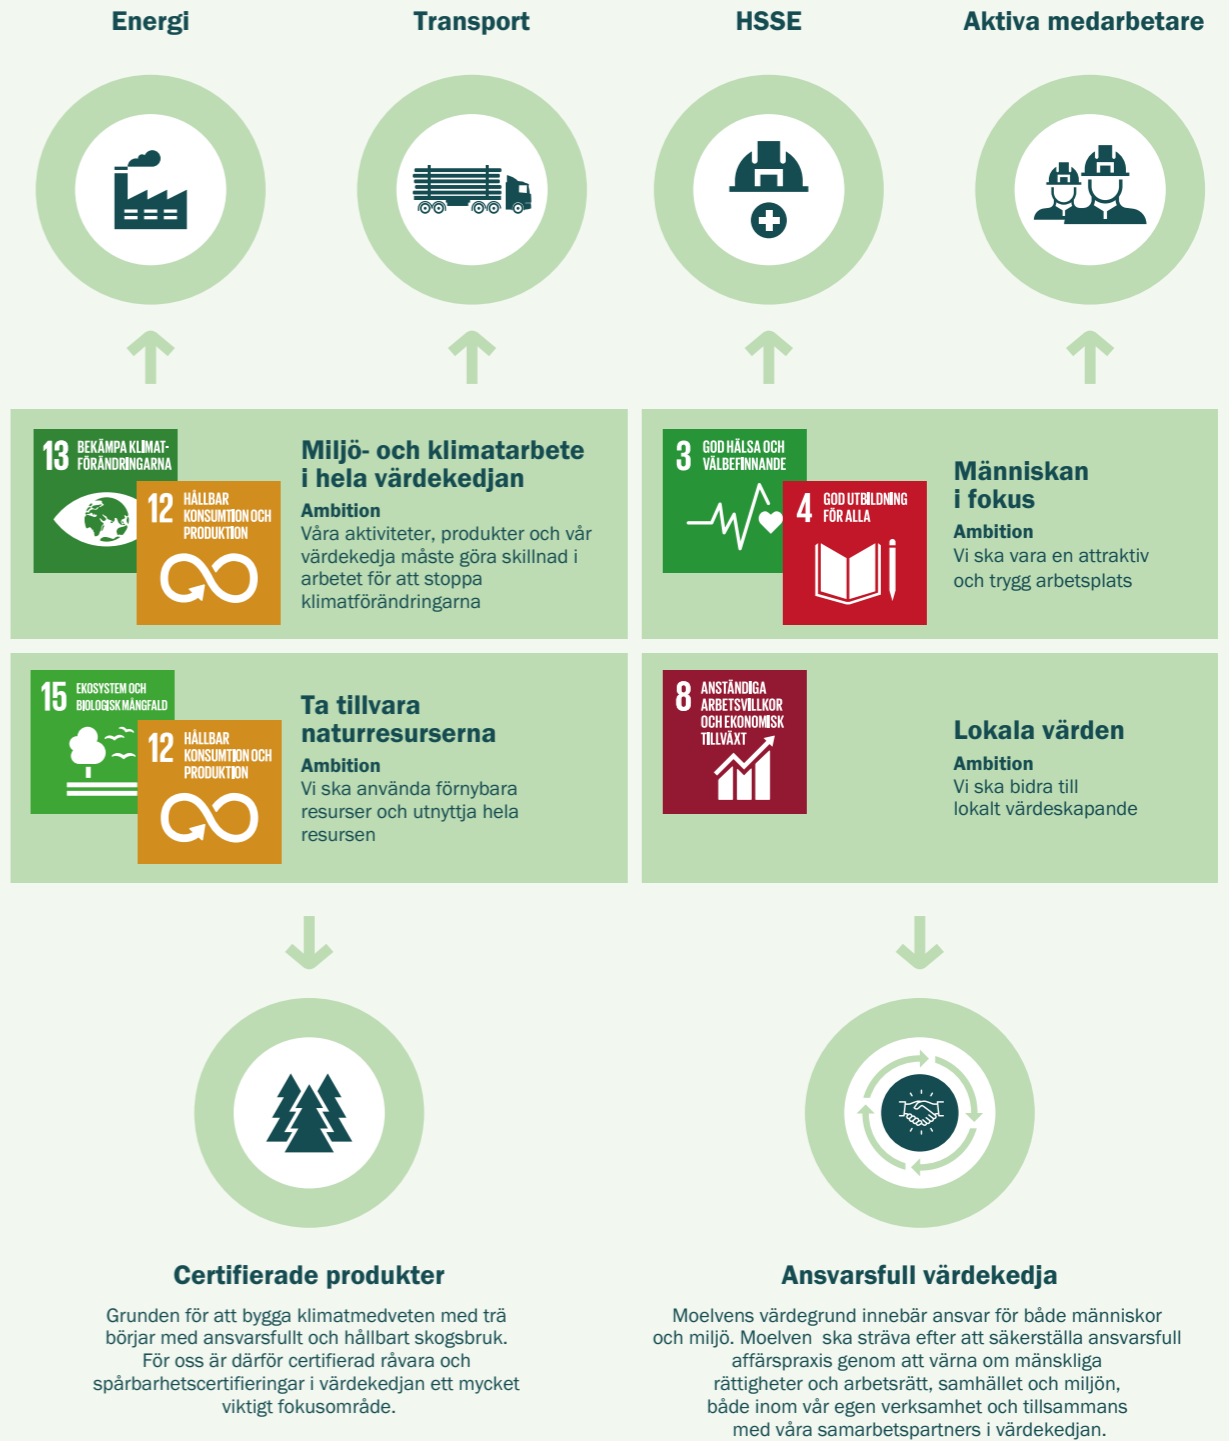 Energi
Transport
HSSE
Aktiva medarbetare
13 BEKÄMPA KLIMAT-
FÖRÄNDRINGARNA
12 HÅLLBAR
KONSUMTION OCH
PRODUKTION
Miljö- och klimatarbete
i hela värdekedjan
Ambition
Våra aktiviteter, produkter och vår
värdekedja måste göra skillnad i
arbetet för att stoppa
klimatförändringarna
3 GOD HÄLSA OCH
VÄLBEFINNANDE
4 GOD UTBILDNING
FÖR ALLA
Människan
i fokus
Ambition
Vi ska vara en attraktiv
och trygg arbetsplats
15 EKOSYSTEM OCH
BIOLOGISK MÅNGFALD
12 HÅLLBAR
KONSUMTION OCH
PRODUKTION
Ta tillvara
naturresurserna
Ambition
Vi ska använda förnybara
resurser och utnyttja hela
resursen
8 ANSTÄNDIGA
ARBETSVILLKOR
OCH EKONOMISK
TILLVÄXT
Lokala värden
Ambition
Vi ska bidra till
lokalt värdeskapande
Certifierade produkter
Grunden för att bygga klimatmedveten med trä
börjar med ansvarsfullt och hållbart skogsbruk.
För oss är därför certifierad råvara och
spårbarhetscertifieringar i värdekedjan ett mycket
viktigt fokusområde.
Ansvarsfull värdekedja
Moelvens värdegrund innebär ansvar för både människor
och miljö. Moelven ska sträva efter att säkerställa ansvarsfull
affärspraxis genom att värna om mänskliga
rättigheter och arbetsrätt, samhället och miljön,
både inom vår egen verksamhet och tillsammans
med våra samarbetspartners i värdekedjan.